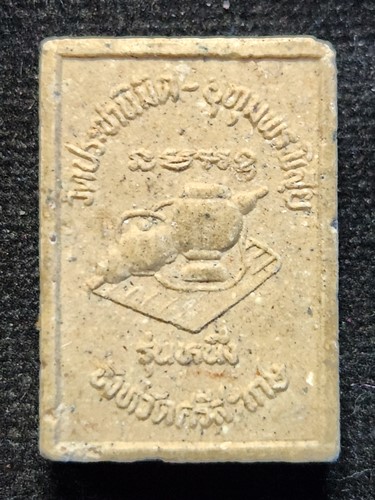 วัดประชานิมิต - อุทุมพรพิสัย
รุ่นหนึ่ง
จังหวัดศรีสะเกษ